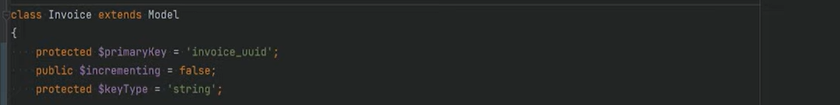 class Invoice extends Model
{
protected $primaryKey = 'invoice_uuid';
public $incrementing = false;
protected $keyType = 'string';